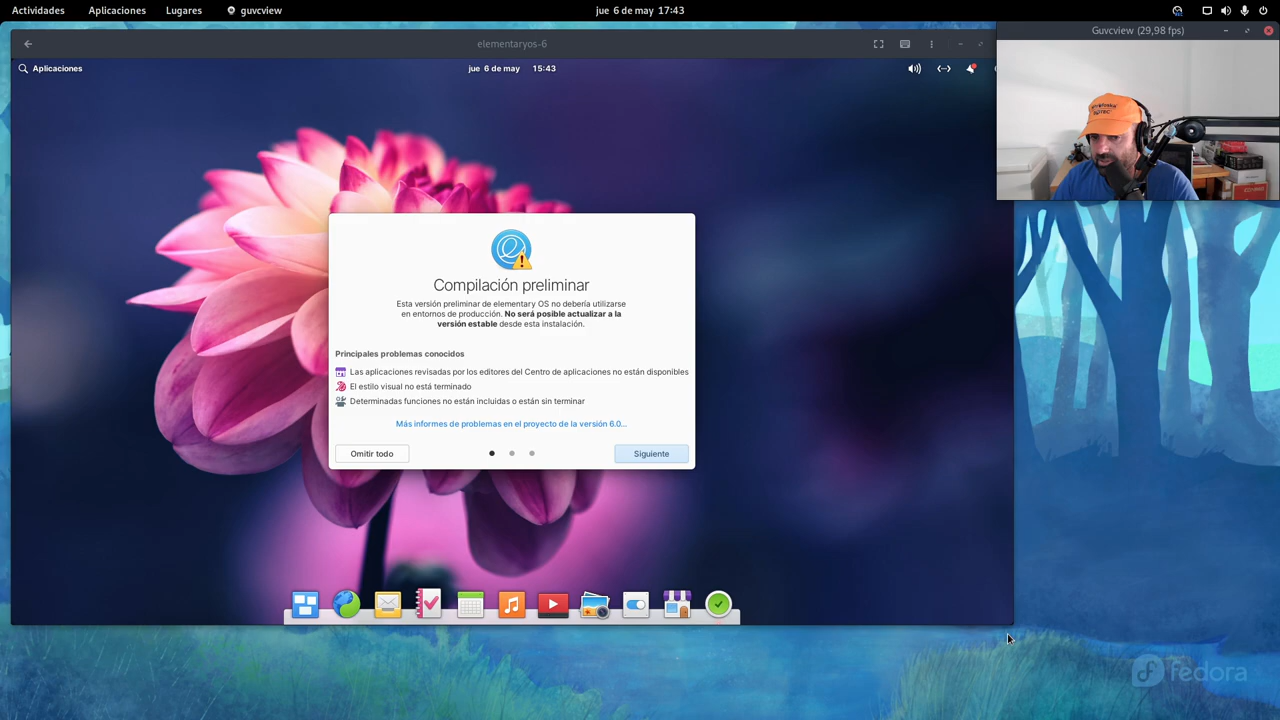 Actividades Aplicaciones Lugares guvcview jue 6 de may 17:43
Guvcview (29,98 fps)
elementaryos-6
Aplicaciones jue 6 de may 15:43
Compilación preliminar
Esta versión preliminar de elementary OS no debería utilizarse
en entornos de producción. No será posible actualizar a la
versión estable desde esta instalación.
Principales problemas conocidos
Las aplicaciones revisadas por los editores del Centro de aplicaciones no están disponibles
El estilo visual no está terminado
Determinadas funciones no están incluidas o están sin terminar
Más informes de problemas en el proyecto de la versión 6.0...
Omitir todo Siguiente
fedora